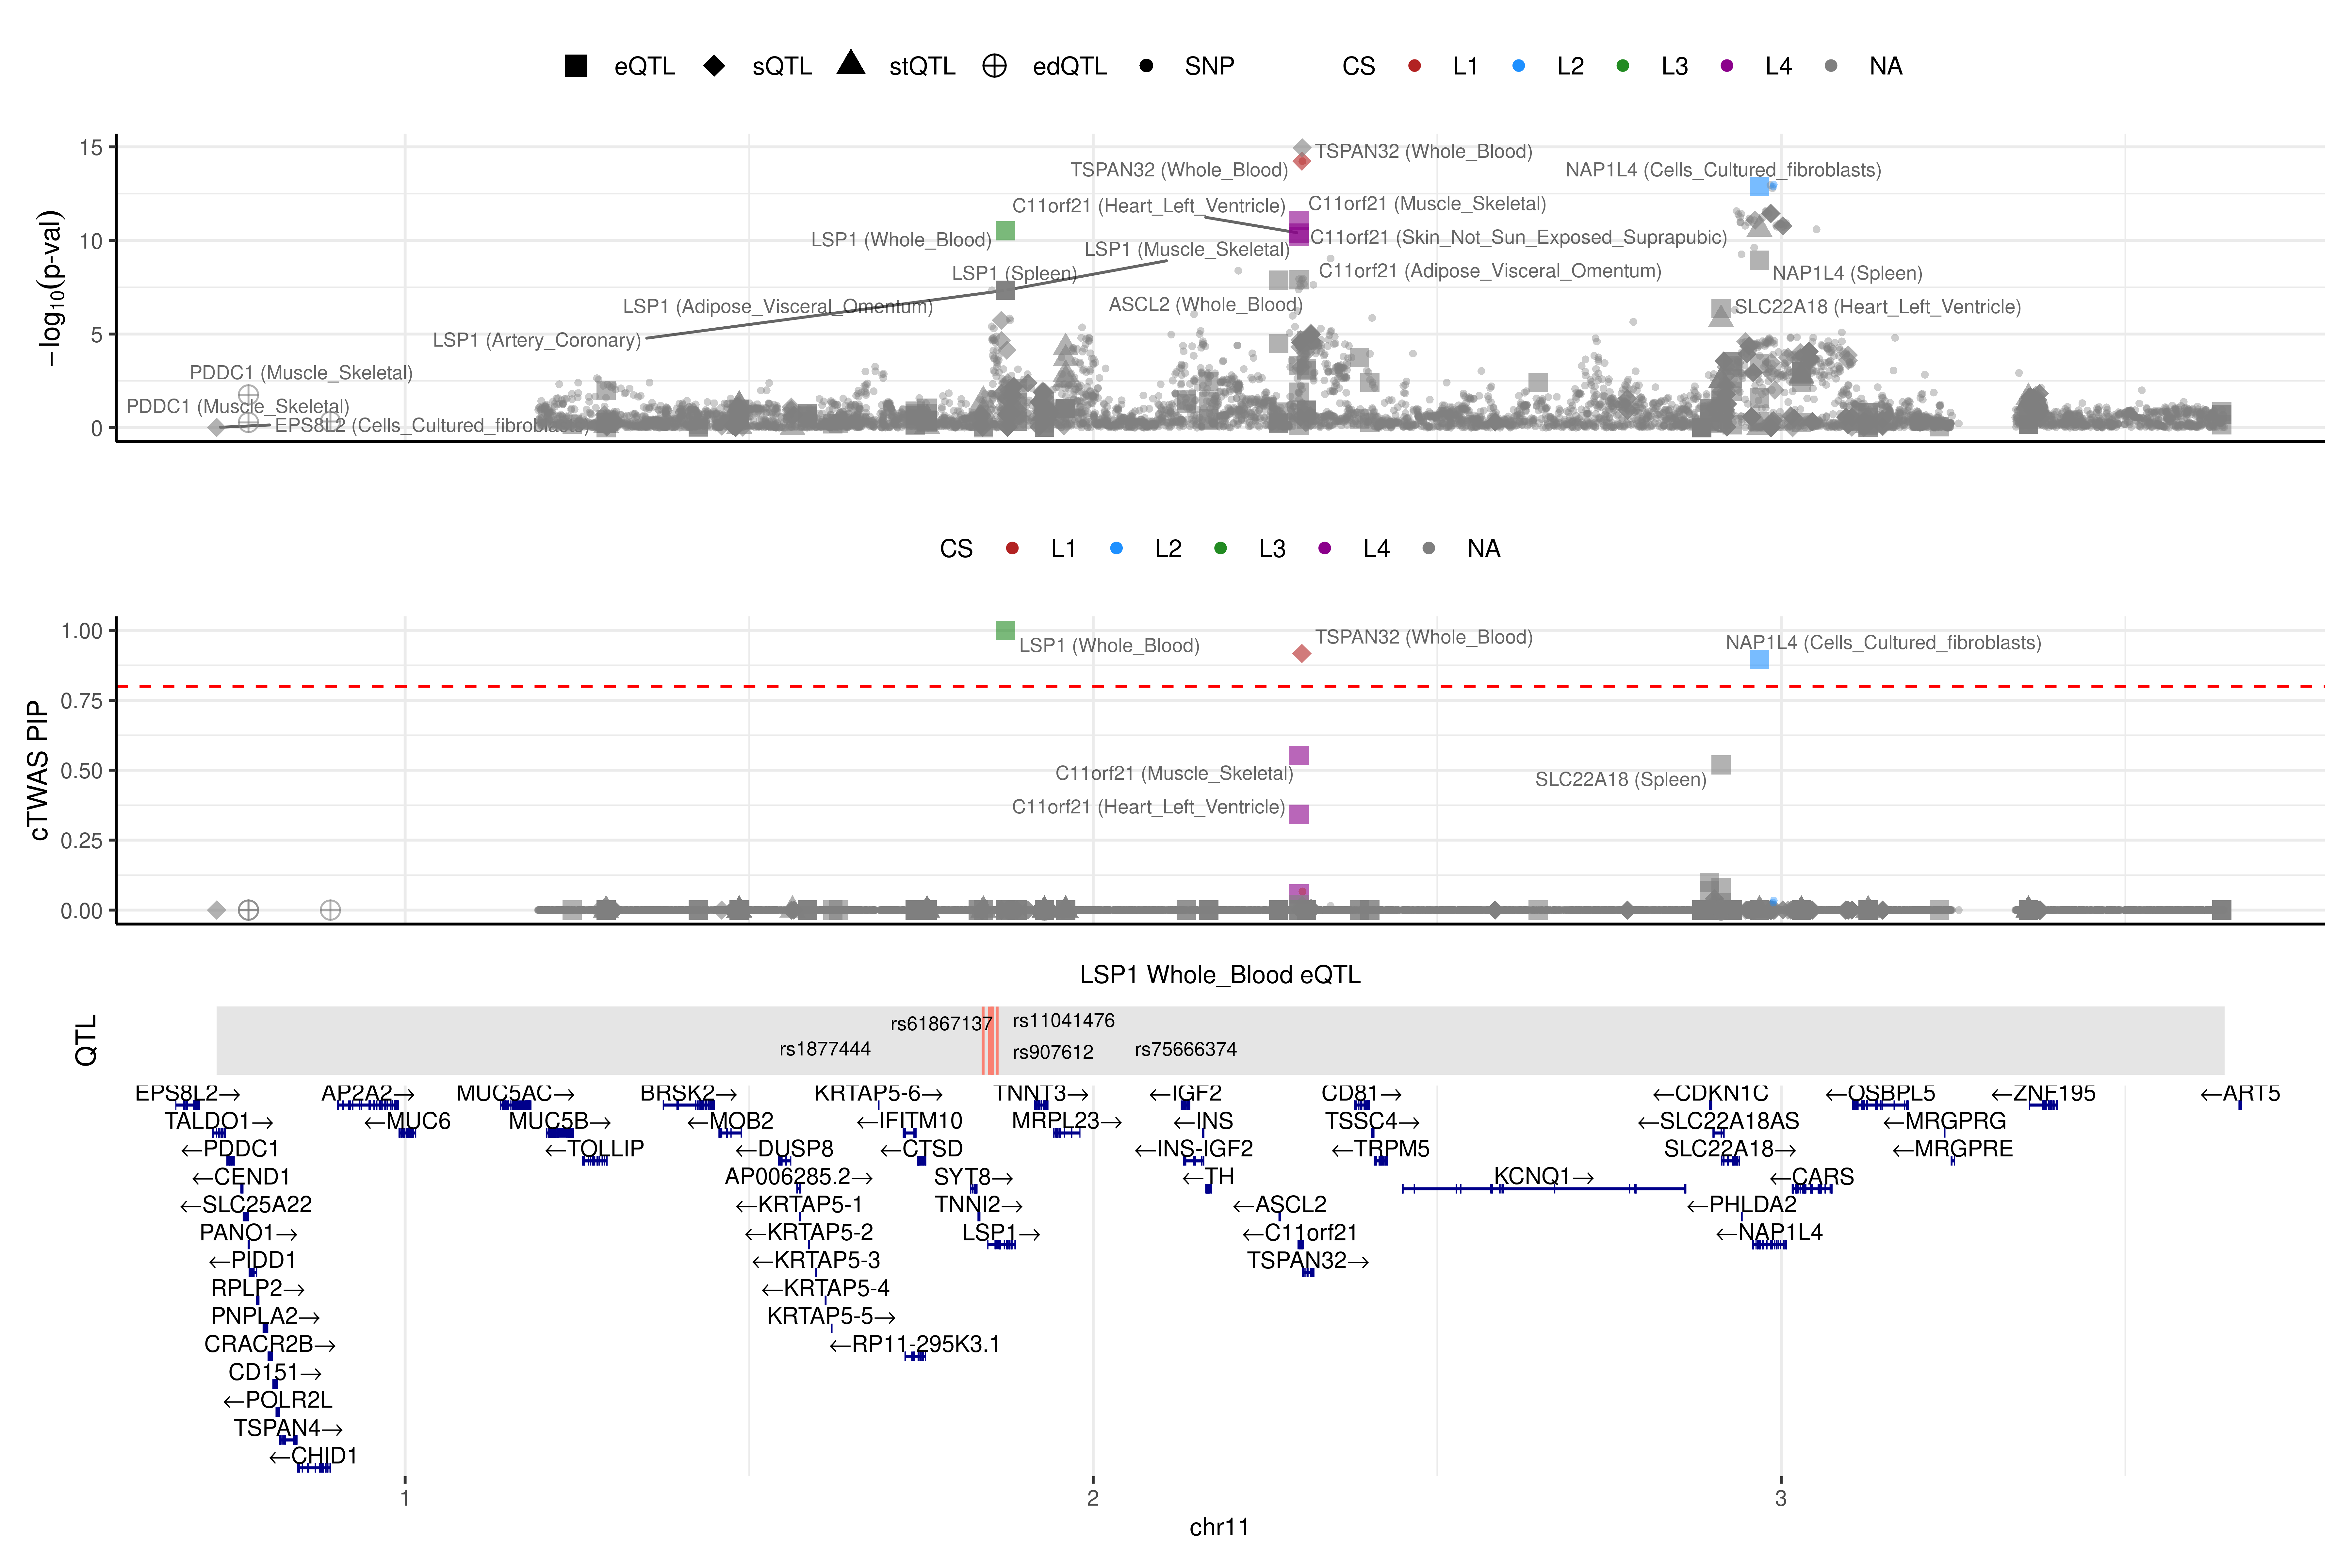 eQTL sQTL stQTL edQTL SNP CS L1 L2 L3 L4 NA
15
TSPAN32 (Whole_Blood)
TSPAN32 (Whole_Blood)
NAP1L4 (Cells_Cultured_fibroblasts)
C11orf21 (Heart_Left_Ventricle)
C11orf21 (Muscle_Skeletal)
10
LSP1 (Whole_Blood)
C11orf21 (Skin_Not_Sun_Exposed_Suprapubic)
LSP1 (Muscle_Skeletal)
LSP1 (Spleen)
C11orf21 (Adipose_Visceral_Omentum)
NAP1L4 (Spleen)
LSP1 (Adipose_Visceral_Omentum)
ASCL2 (Whole_Blood)
SLC22A18 (Heart_Left_Ventricle)
5
LSP1 (Artery_Coronary)
PDDC1 (Muscle_Skeletal)
PDDC1 (Muscle_Skeletal)
EPS8L2 (Cells_Cultured_fibroblasts)
0
−log10(p-val)
CS L1 L2 L3 L4 NA
1.00
LSP1 (Whole_Blood)
TSPAN32 (Whole_Blood)
NAP1L4 (Cells_Cultured_fibroblasts)
0.75
0.50
C11orf21 (Muscle_Skeletal)
SLC22A18 (Spleen)
C11orf21 (Heart_Left_Ventricle)
0.25
0.00
cTWAS PIP
LSP1 Whole_Blood eQTL
QTL
rs61867137 rs11041476
rs1877444 rs907612 rs75666374
EPS8L2→ AP2A2→ MUC5AC→ BRSK2→ KRTAP5-6→ TNNT3→ ←IGF2 CD81→ ←CDKN1C ←OSBPL5 ←ZNF195 ←ART5
TALDO1→ ←MUC6 MUC5B→ ←MOB2 ←IFITM10 MRPL23→ ←INS TSSC4→ ←SLC22A18AS ←MRGPRG
←PDDC1 ←TOLLIP ←DUSP8 ←CTSD ←INS-IGF2 ←TRPM5 SLC22A18→ ←MRGPRE
←CEND1 AP006285.2→ SYT8→ ←TH KCNQ1→ ←CARS
←SLC25A22 ←KRTAP5-1 TNNI2→ ←ASCL2 ←PHLDA2
PANO1→ ←KRTAP5-2 LSP1→ ←C11orf21 ←NAP1L4
←PIDD1 ←KRTAP5-3 TSPAN32→
RPLP2→ ←KRTAP5-4
PNPLA2→ KRTAP5-5→
CRACR2B→ ←RP11-295K3.1
CD151→
←POLR2L
TSPAN4→
←CHID1
1 2 3
chr11